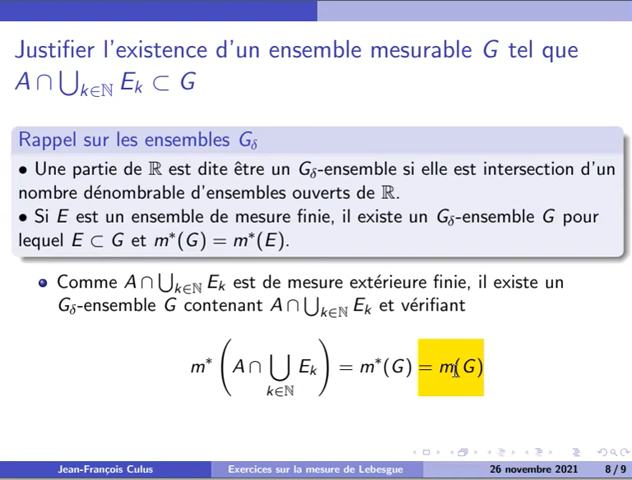 Justifier l'existence d'un ensemble mesurable G tel que
A ∩ ⋃_{k∈ℕ} E_k ⊂ G
Rappel sur les ensembles G_δ
• Une partie de ℝ est dite être un G_δ-ensemble si elle est intersection d'un
nombre dénombrable d'ensembles ouverts de ℝ.
• Si E est un ensemble de mesure finie, il existe un G_δ-ensemble G pour
lequel E ⊂ G et m*(G) = m*(E).
Comme A ∩ ⋃_{k∈ℕ} E_k est de mesure extérieure finie, il existe un
G_δ-ensemble G contenant A ∩ ⋃_{k∈ℕ} E_k et vérifiant
m* (A ∩ ⋃_{k∈ℕ} E_k) = m*(G) = m(G)
Jean-François Culus Exercices sur la mesure de Lebesgue 26 novembre 2021 8 / 9